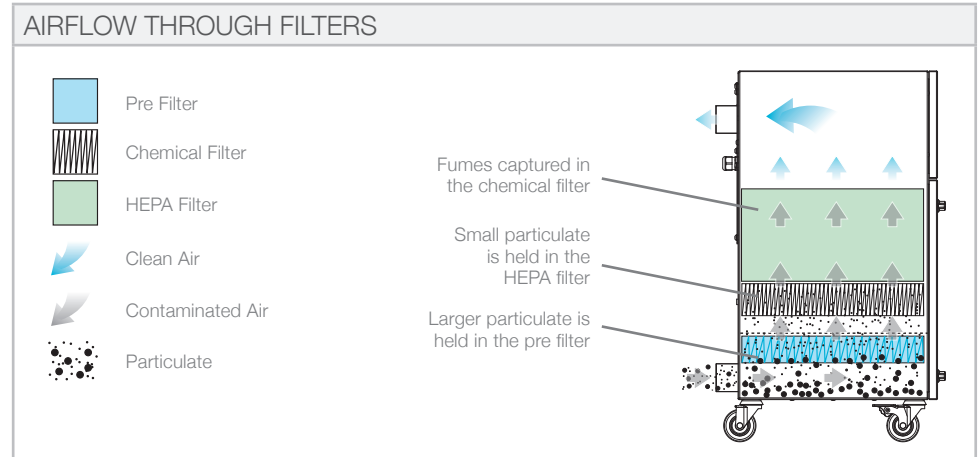 AIRFLOW THROUGH FILTERS
Pre Filter
Chemical Filter
HEPA Filter
Clean Air
Contaminated Air
Particulate
Fumes captured in
the chemical filter
Small particulate
is held in the
HEPA filter
Larger particulate is
held in the pre filter